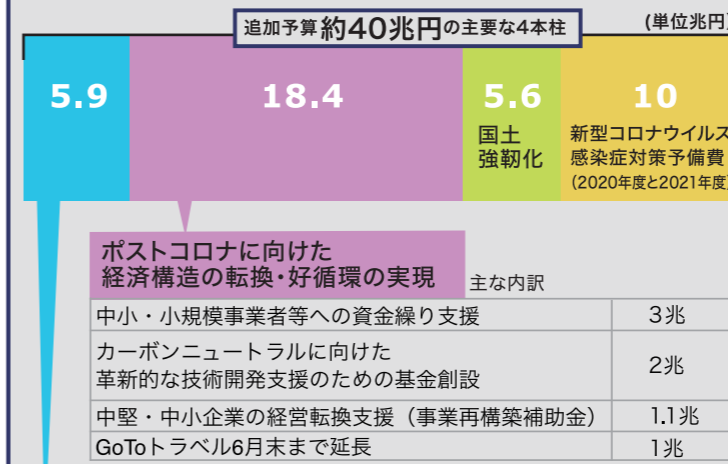 追加予算約40兆円の主要な4本柱
(単位兆円)
5.9
18.4
5.6
10
国土
強靭化
新型コロナウイルス
感染症対策予備費
(2020年度と2021年度)
ポストコロナに向けた
経済構造の転換・好循環の実現
主な内訳
中小・小規模事業者等への資金繰り支援
3兆
カーボンニュートラルに向けた
革新的な技術開発支援のための基金創設
2兆
中堅・中小企業の経営転換支援（事業再構築補助金）
1.1兆
GoToトラベル6月末まで延長
1兆